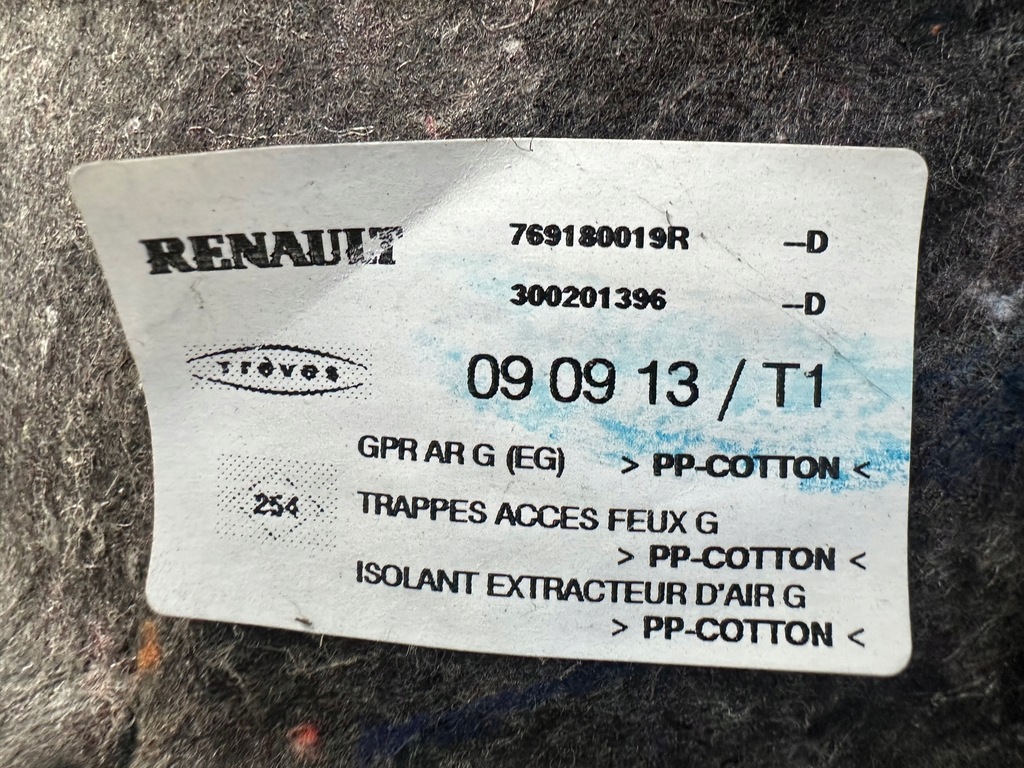 RENAULT 769180019R –D
300201396 –D
Trèves 09 09 13 / T1
GPR AR G (EG) > PP-COTTON <
254 TRAPPES ACCES FEUX G
> PP-COTTON <
ISOLANT EXTRACTEUR D'AIR G
> PP-COTTON <